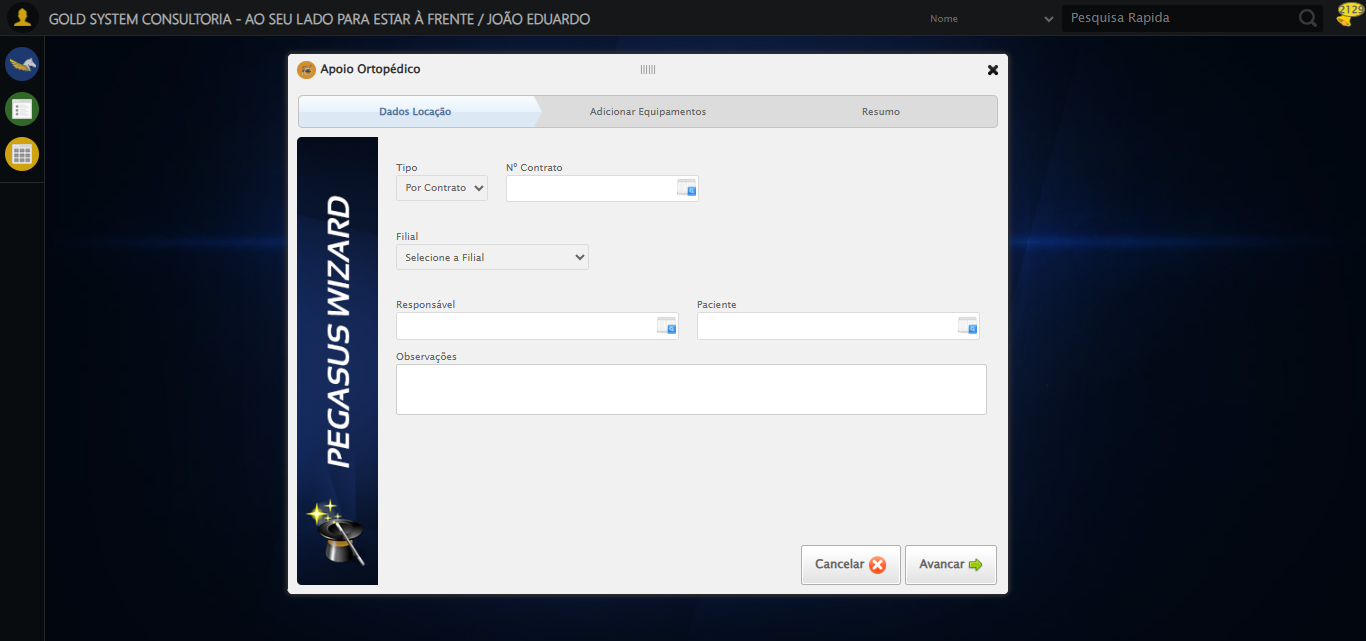 GOLD SYSTEM CONSULTORIA - AO SEU LADO PARA ESTAR À FRENTE / JOÃO EDUARDO
Nome
Pesquisa Rapida
2129
Apoio Ortopédico
Dados Locação
Adicionar Equipamentos
Resumo
PEGASUS WIZARD
Tipo
Nº Contrato
Por Contrato
Filial
Selecione a Filial
Responsável
Paciente
Observações
Cancelar
Avancar